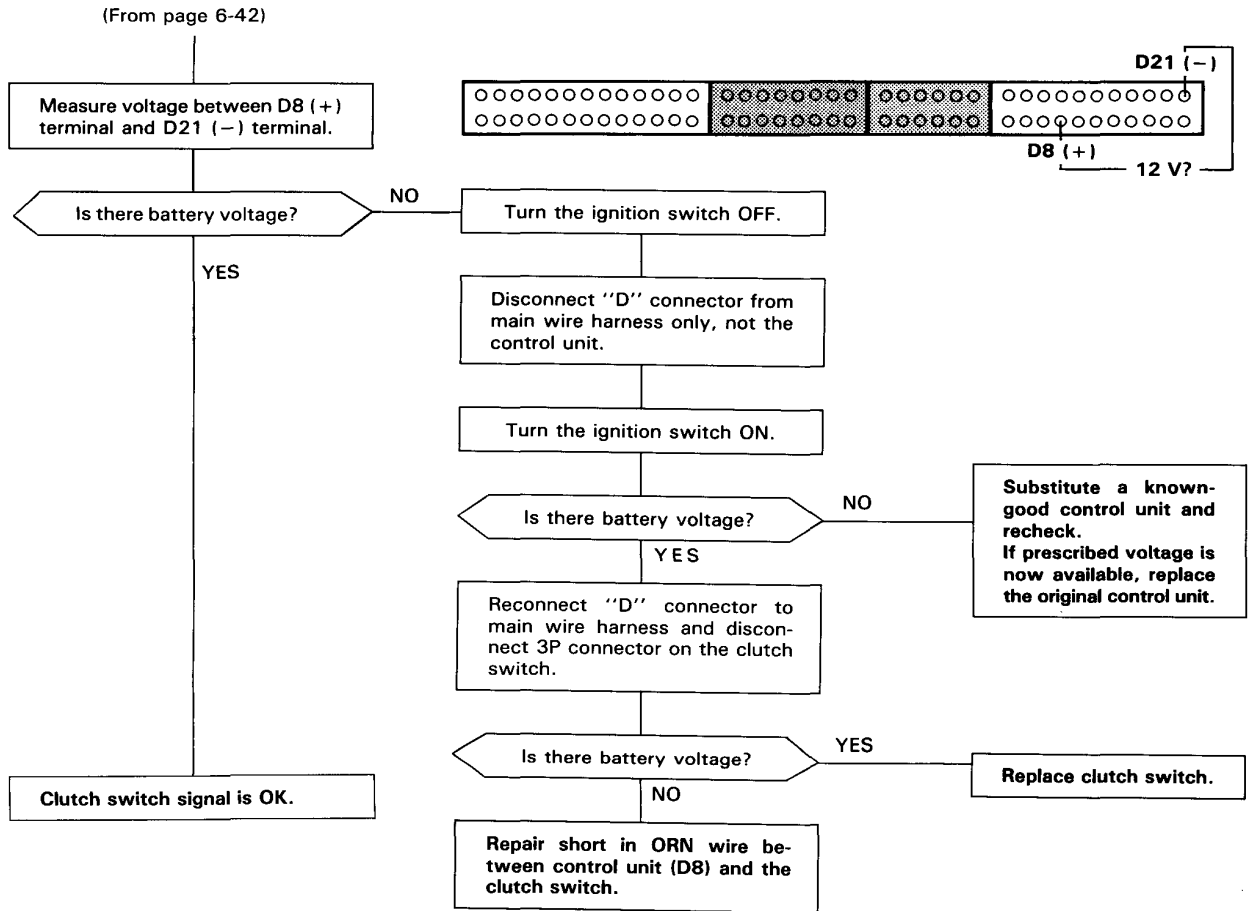 (From page 6-42)
Measure voltage between D8 (+)
terminal and D21 (−) terminal.
D21 (−)
D8 (+)
12 V?
Is there battery voltage?
NO
YES
Turn the ignition switch OFF.
Disconnect "D" connector from
main wire harness only, not the
control unit.
Turn the ignition switch ON.
Is there battery voltage?
NO
YES
Substitute a known-
good control unit and
recheck.
If prescribed voltage is
now available, replace
the original control unit.
Reconnect "D" connector to
main wire harness and discon-
nect 3P connector on the clutch
switch.
Is there battery voltage?
YES
NO
Replace clutch switch.
Clutch switch signal is OK.
Repair short in ORN wire be-
tween control unit (D8) and the
clutch switch.